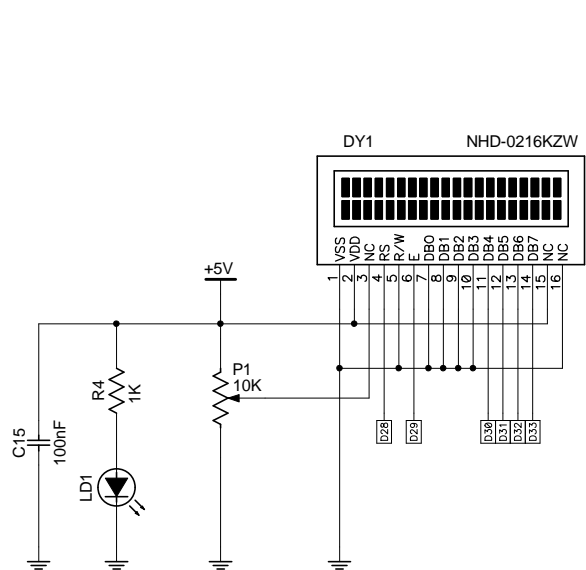 DY1 NHD-0216KZW
VSS
VDD
NC
RS
R/W
E
DB0
DB1
DB2
DB3
DB4
DB5
DB6
DB7
NC
NC
1 2 3 4 5 6 7 8 9 10 11 12 13 14 15 16
+5V
P1
10K
R4
1K
C15
100nF
LD1
D28
D29
D30
D31
D32
D33